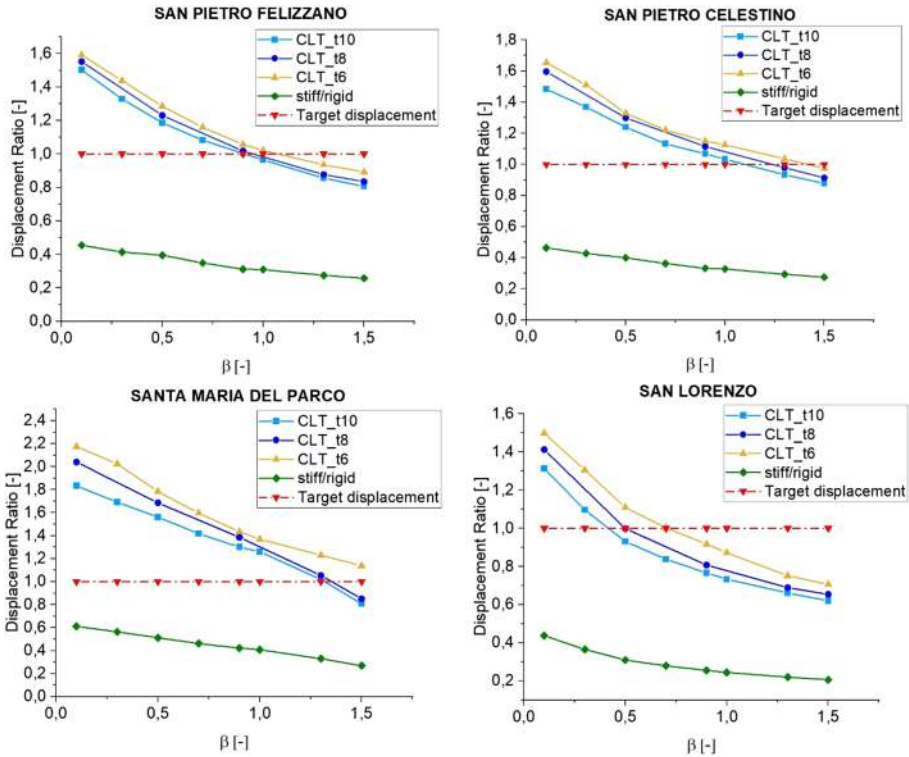 SAN PIETRO FELIZZANO
CLT_t10
CLT_t8
CLT_t6
stiff/rigid
Target displacement
Displacement Ratio [-]
1,6
1,4
1,2
1,0
0,8
0,6
0,4
0,2
0,0
0,0 0,5 1,0 1,5
β [-]
SAN PIETRO CELESTINO
CLT_t10
CLT_t8
CLT_t6
stiff/rigid
Target displacement
Displacement Ratio [-]
1,8
1,6
1,4
1,2
1,0
0,8
0,6
0,4
0,2
0,0
0,0 0,5 1,0 1,5
β [-]
SANTA MARIA DEL PARCO
CLT_t10
CLT_t8
CLT_t6
stiff/rigid
Target displacement
Displacement Ratio [-]
2,4
2,2
2,0
1,8
1,6
1,4
1,2
1,0
0,8
0,6
0,4
0,2
0,0
0,0 0,5 1,0 1,5
β [-]
SAN LORENZO
CLT_t10
CLT_t8
CLT_t6
stiff/rigid
Target displacement
Displacement Ratio [-]
1,6
1,4
1,2
1,0
0,8
0,6
0,4
0,2
0,0 0,5 1,0 1,5
β [-]